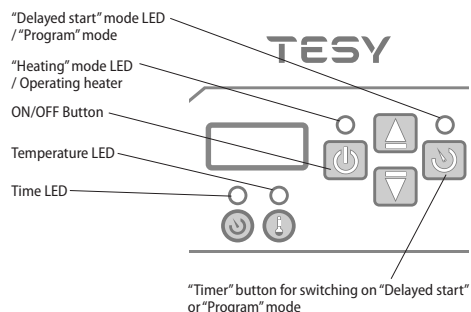 “Delayed start” mode LED
/ “Program” mode
TESY
“Heating” mode LED
/ Operating heater
ON/OFF Button
Temperature LED
Time LED
“Timer” button for switching on “Delayed start”
or “Program” mode